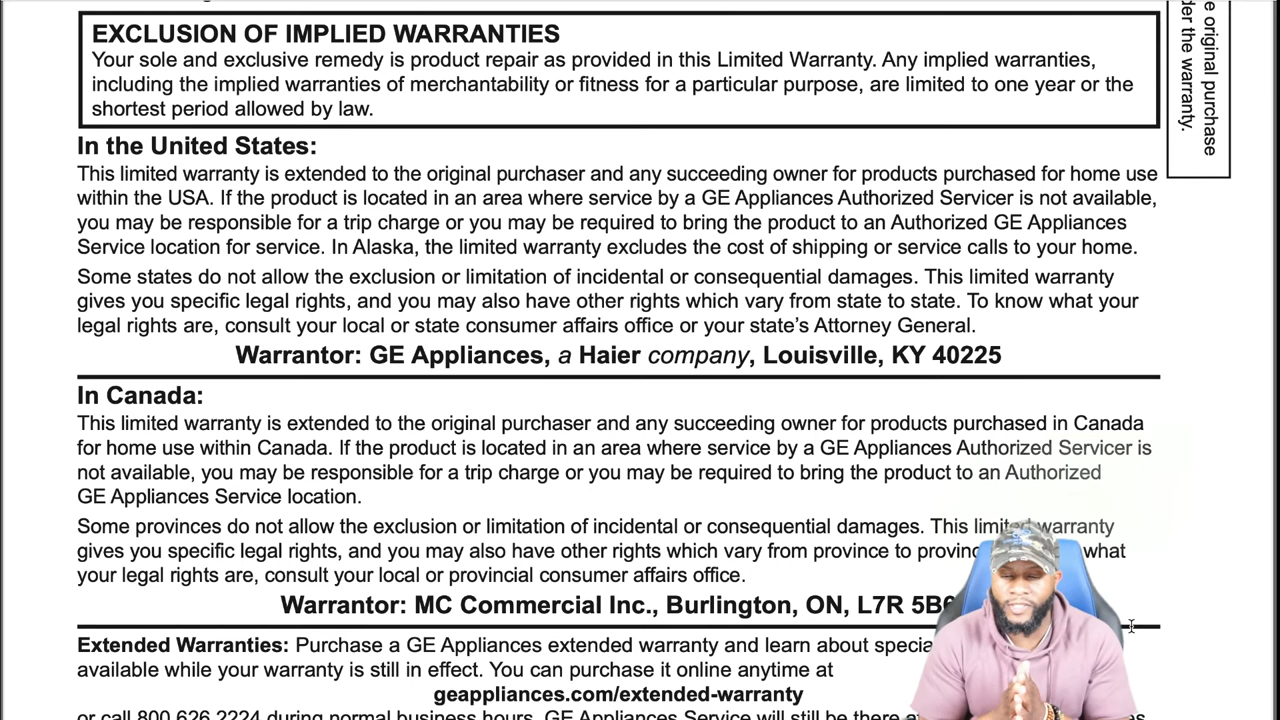 EXCLUSION OF IMPLIED WARRANTIES
Your sole and exclusive remedy is product repair as provided in this Limited Warranty. Any implied warranties,
including the implied warranties of merchantability or fitness for a particular purpose, are limited to one year or the
shortest period allowed by law.
In the United States:
This limited warranty is extended to the original purchaser and any succeeding owner for products purchased for home use
within the USA. If the product is located in an area where service by a GE Appliances Authorized Servicer is not available,
you may be responsible for a trip charge or you may be required to bring the product to an Authorized GE Appliances
Service location for service. In Alaska, the limited warranty excludes the cost of shipping or service calls to your home.
Some states do not allow the exclusion or limitation of incidental or consequential damages. This limited warranty
gives you specific legal rights, and you may also have other rights which vary from state to state. To know what your
legal rights are, consult your local or state consumer affairs office or your state's Attorney General.
Warrantor: GE Appliances, a Haier company, Louisville, KY 40225
In Canada:
This limited warranty is extended to the original purchaser and any succeeding owner for products purchased in Canada
for home use within Canada. If the product is located in an area where service by a GE Appliances Authorized Servicer is
not available, you may be responsible for a trip charge or you may be required to bring the product to an Authorized
GE Appliances Service location.
Some provinces do not allow the exclusion or limitation of incidental or consequential damages. This limited warranty
gives you specific legal rights, and you may also have other rights which vary from province to what
your legal rights are, consult your local or provincial consumer affairs office.
Warrantor: MC Commercial Inc., Burlington, ON, L7R
Extended Warranties: Purchase a GE Appliances extended warranty and learn about
available while your warranty is still in effect. You can purchase it online anytime at
geappliances.com/extended-warranty
or call 800.626.2224 during normal business hours. GE Appliances Service will still be there
original purchase
the warranty.